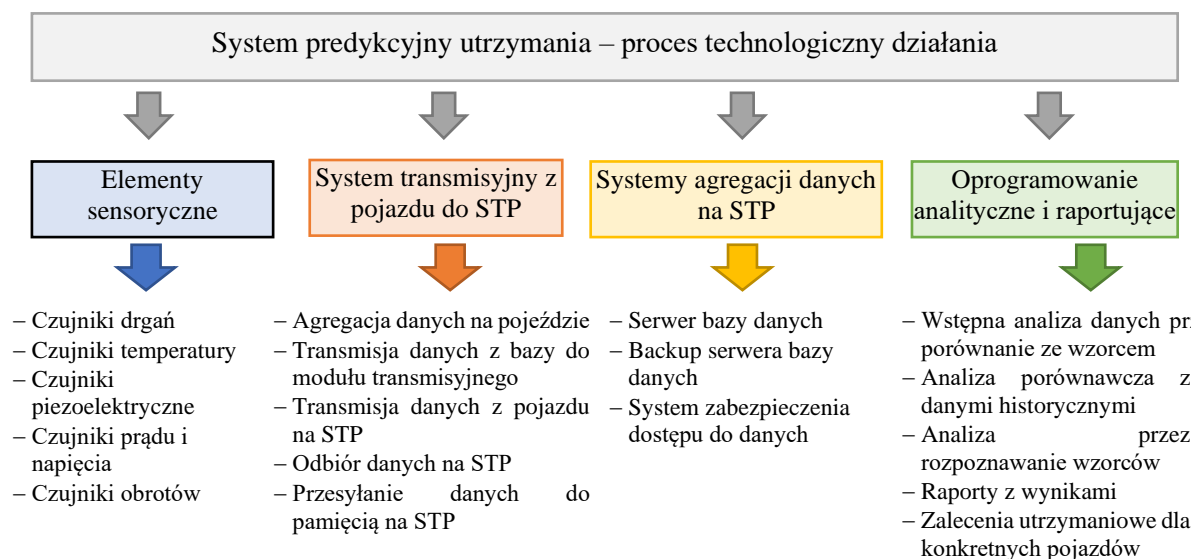 System predykcyjny utrzymania – proces technologiczny działania
Elementy
sensoryczne
System transmisyjny z
pojazdu do STP
Systemy agregacji danych
na STP
Oprogramowanie
analityczne i raportujące
– Czujniki drgań
– Czujniki temperatury
– Czujniki
piezoelektryczne
– Czujniki prądu i
napięcia
– Czujniki obrotów
– Agregacja danych na pojeździe
– Transmisja danych z bazy do
modułu transmisyjnego
– Transmisja danych z pojazdu
na STP
– Odbiór danych na STP
– Przesyłanie danych do
pamięcią na STP
– Serwer bazy danych
– Backup serwera bazy
danych
– System zabezpieczenia
dostępu do danych
– Wstępna analiza danych
porównanie ze wzorcem
– Analiza porównawcza z
danymi historycznymi
– Analiza przez
rozpoznawanie wzorców
– Raporty z wynikami
– Zalecenia utrzymaniowe dla
konkretnych pojazdów